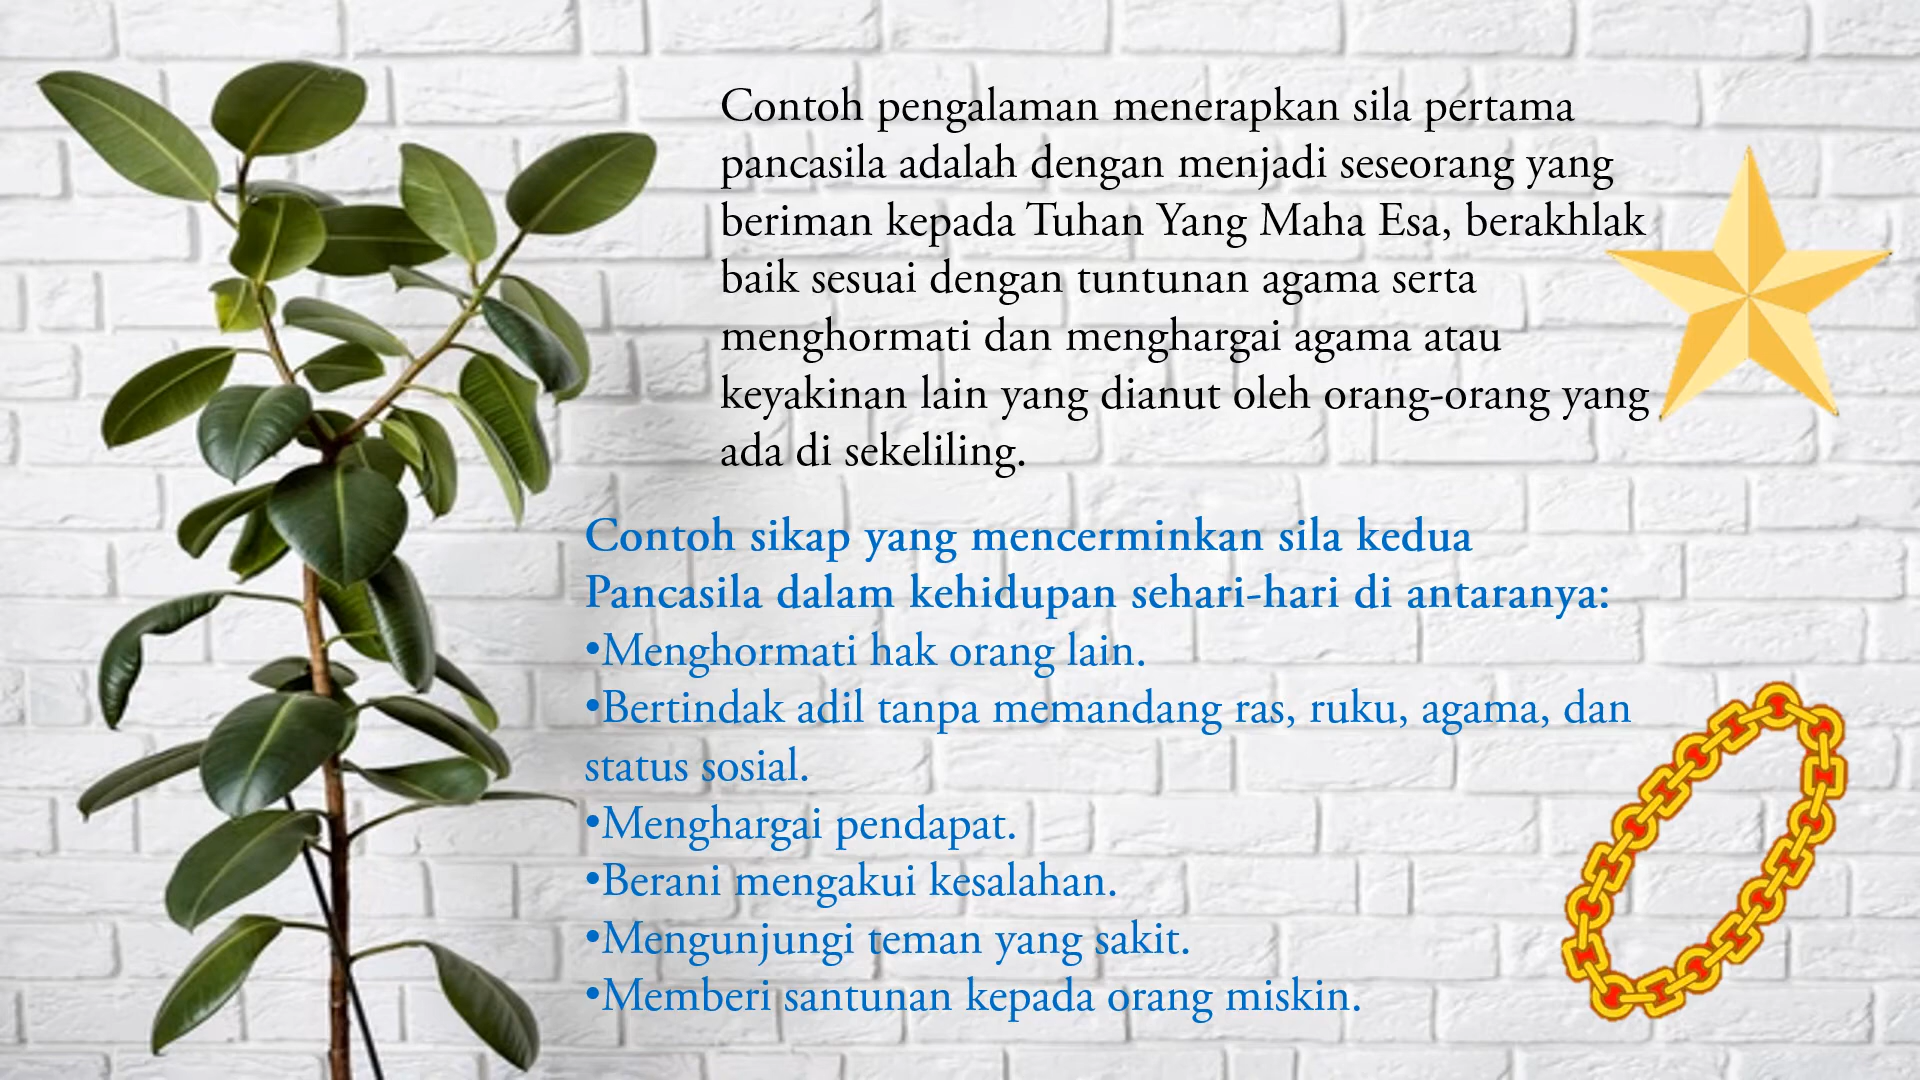 Contoh pengalaman menerapkan sila pertama
pancasila adalah dengan menjadi seseorang yang
beriman kepada Tuhan Yang Maha Esa, berakhlak
baik sesuai dengan tuntunan agama serta
menghormati dan menghargai agama atau
keyakinan lain yang dianut oleh orang-orang yang
ada di sekeliling.
Contoh sikap yang mencerminkan sila kedua
Pancasila dalam kehidupan sehari-hari di antaranya:
•Menghormati hak orang lain.
•Bertindak adil tanpa memandang ras, ruku, agama, dan
status sosial.
•Menghargai pendapat.
•Berani mengakui kesalahan.
•Mengunjungi teman yang sakit.
•Memberi santunan kepada orang miskin.